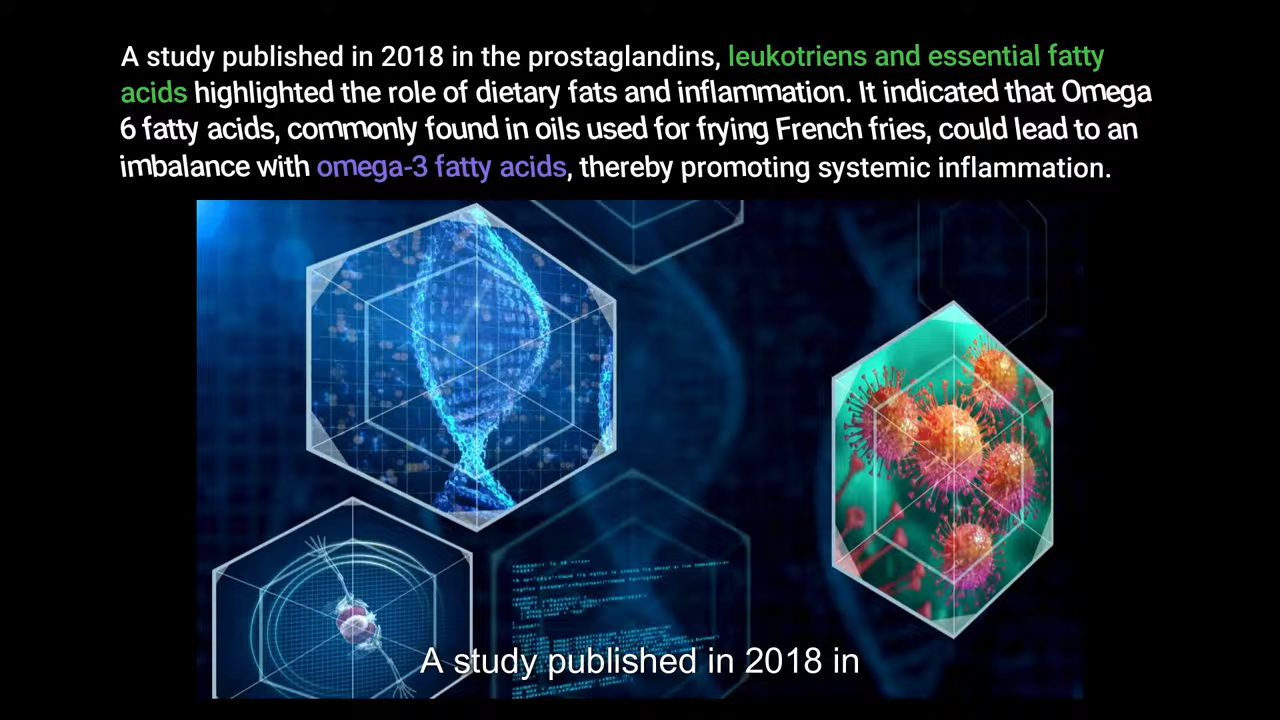 A study published in 2018 in the prostaglandins, leukotriens and essential fatty
acids highlighted the role of dietary fats and inflammation. It indicated that Omega
6 fatty acids, commonly found in oils used for frying French fries, could lead to an
imbalance with omega-3 fatty acids, thereby promoting systemic inflammation.
A study published in 2018 in